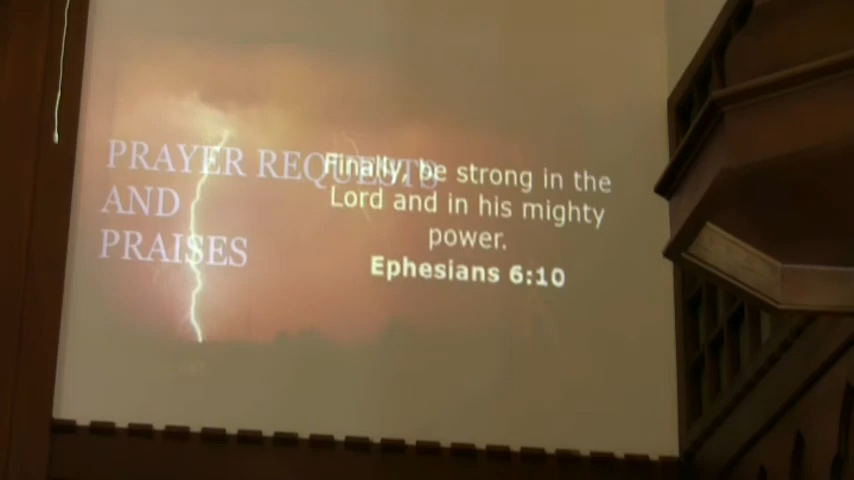 PRAYER REQUESTS
AND
PRAISES
Finally, be strong in the
Lord and in his mighty
power.
Ephesians 6:10